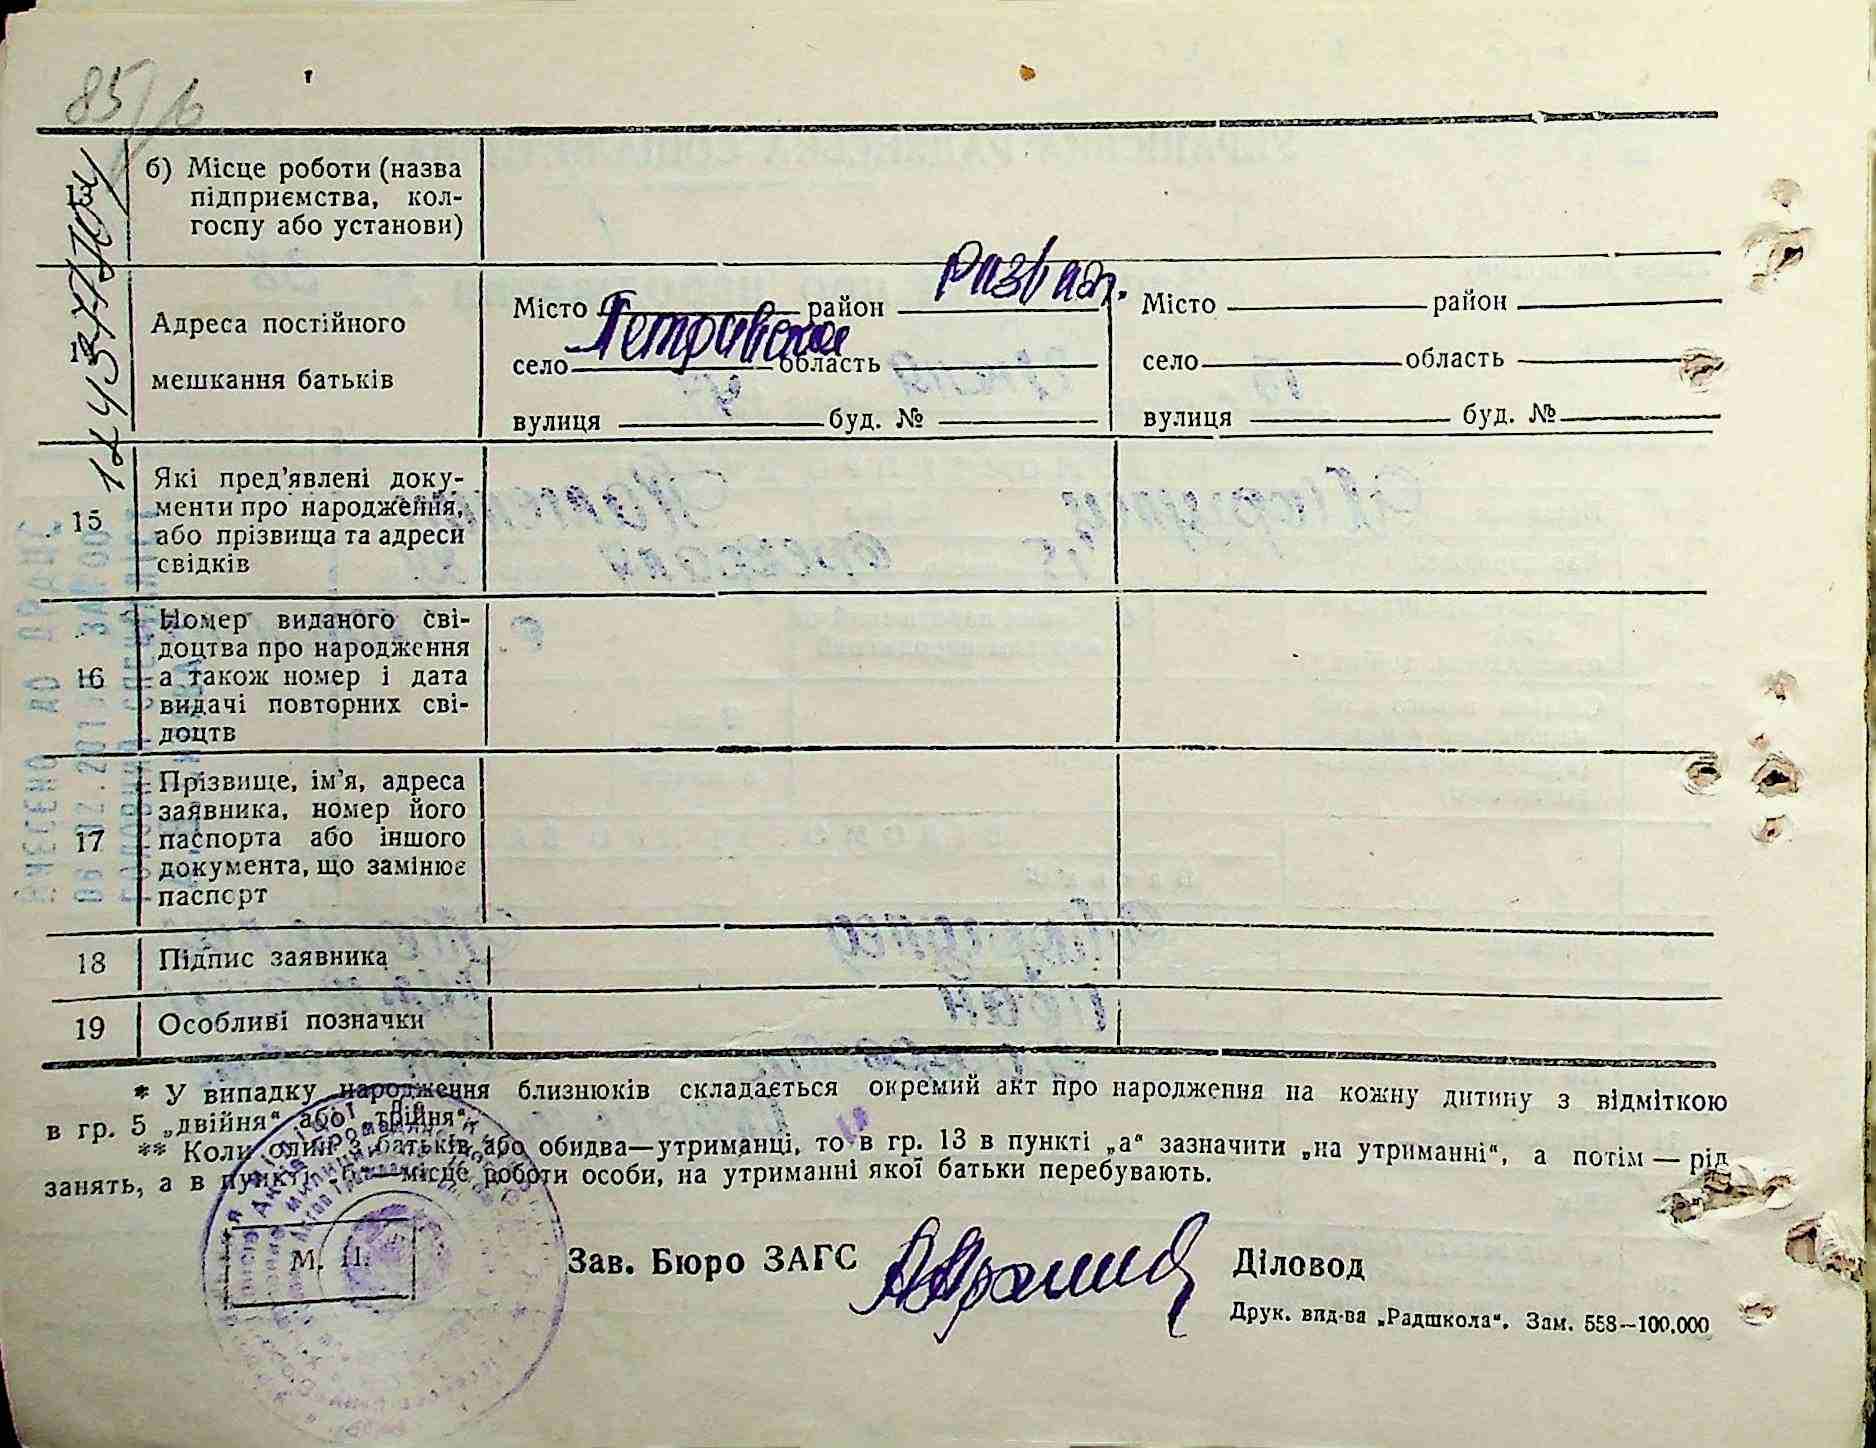 85/16
б) Місце роботи (назва
підприємства, кол-
госпу або установи)
Адреса постійного
мешкання батьків
Місто район Развад.
село Петривское область
вулиця буд. №
Місто район
село область
вулиця буд. №
15
Які пред’явлені доку-
менти про народження,
або прізвища та адреси
свідків
16
Номер виданого сві-
доцтва про народження
а також номер і дата
видачі повторних сві-
доцтв
17
Прізвище, ім’я, адреса
заявника, номер його
паспорта або іншого
документа, що замінює
паспорт
18 Підпис заявника
19 Особливі позначки
ВНЕСЕНО ДО ДРАЦС
* У випадку народження близнюків складається окремий акт про народження на кожну дитину з відміткою
в гр. 5 „двійня“ або „трійня“.
** Коли один з батьків або обидва—утриманці, то в гр. 13 в пункті „а“ зазначити „на утриманні“, а потім — рід
занять, а в пункті „б“—місце роботи особи, на утриманні якої батьки перебувають.
М. П.
Зав. Бюро ЗАГС
Діловод
Друк. вид-ва „Радшкола“. Зам. 558—100.000